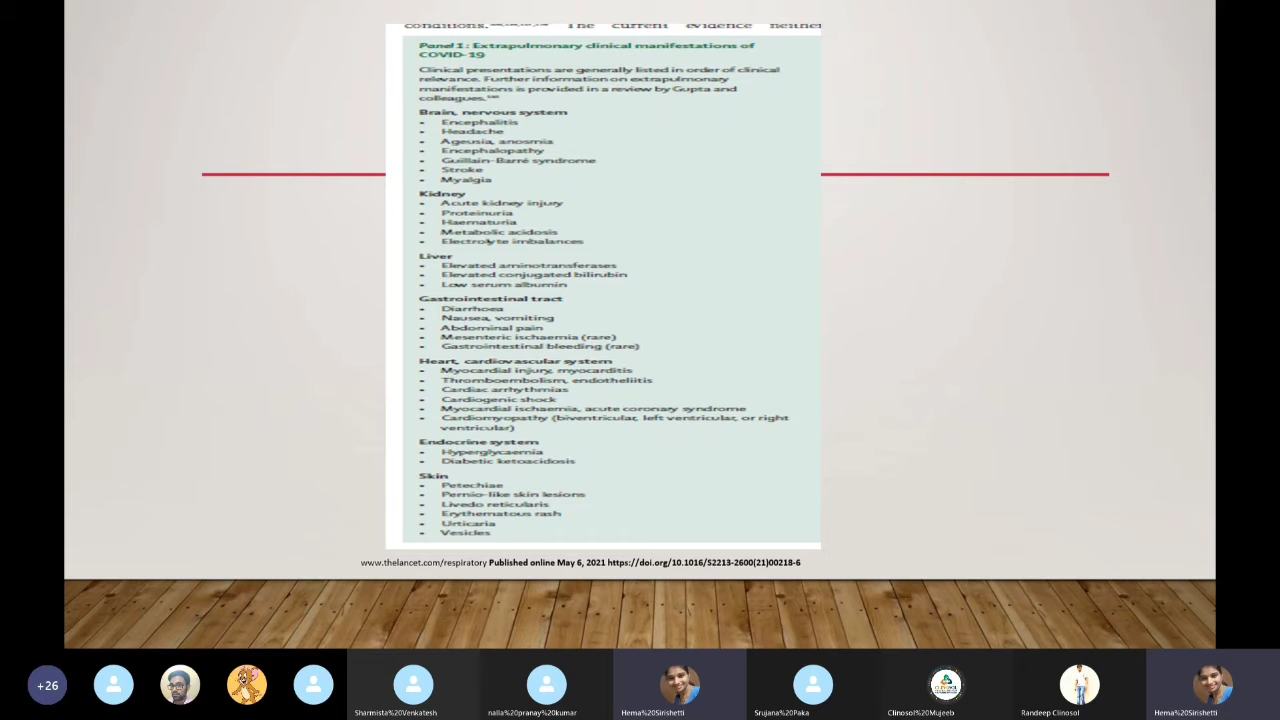 conditions. The current evidence neither
Panel 1: Extrapulmonary clinical manifestations of
COVID-19
Clinical presentations are generally listed in order of clinical
relevance. Further information on extrapulmonary
manifestations is provided in a review by Gupta and
colleagues.
Brain, nervous system
• Encephalitis
• Headache
• Ageusia, anosmia
• Encephalopathy
• Guillain-Barré syndrome
• Stroke
• Myalgia
Kidney
• Acute kidney injury
• Proteinuria
• Haematuria
• Metabolic acidosis
• Electrolyte imbalances
Liver
• Elevated aminotransferases
• Elevated conjugated bilirubin
• Low serum albumin
Gastrointestinal tract
• Diarrhoea
• Nausea, vomiting
• Abdominal pain
• Mesenteric ischaemia (rare)
• Gastrointestinal bleeding (rare)
Heart, cardiovascular system
• Myocardial injury, myocarditis
• Thromboembolism, endotheliitis
• Cardiac arrhythmias
• Cardiogenic shock
• Myocardial ischaemia, acute coronary syndrome
• Cardiomyopathy (biventricular, left ventricular, or right
ventricular)
Endocrine system
• Hyperglycaemia
• Diabetic ketoacidosis
Skin
• Petechiae
• Pernio-like skin lesions
• Livedo reticularis
• Erythematous rash
• Urticaria
• Vesicles
www.thelancet.com/respiratory Published online May 6, 2021 https://doi.org/10.1016/S2213-2600(21)00218-6
+26
Sharmista%20Venkatesh
nalla%20pranay%20kumar
Hema%20Sirishetti
Srujana%20Paka
CLINOSOL
Clinosol%20Mujeeb
Randeep Clinosol
Hema%20Sirishetti